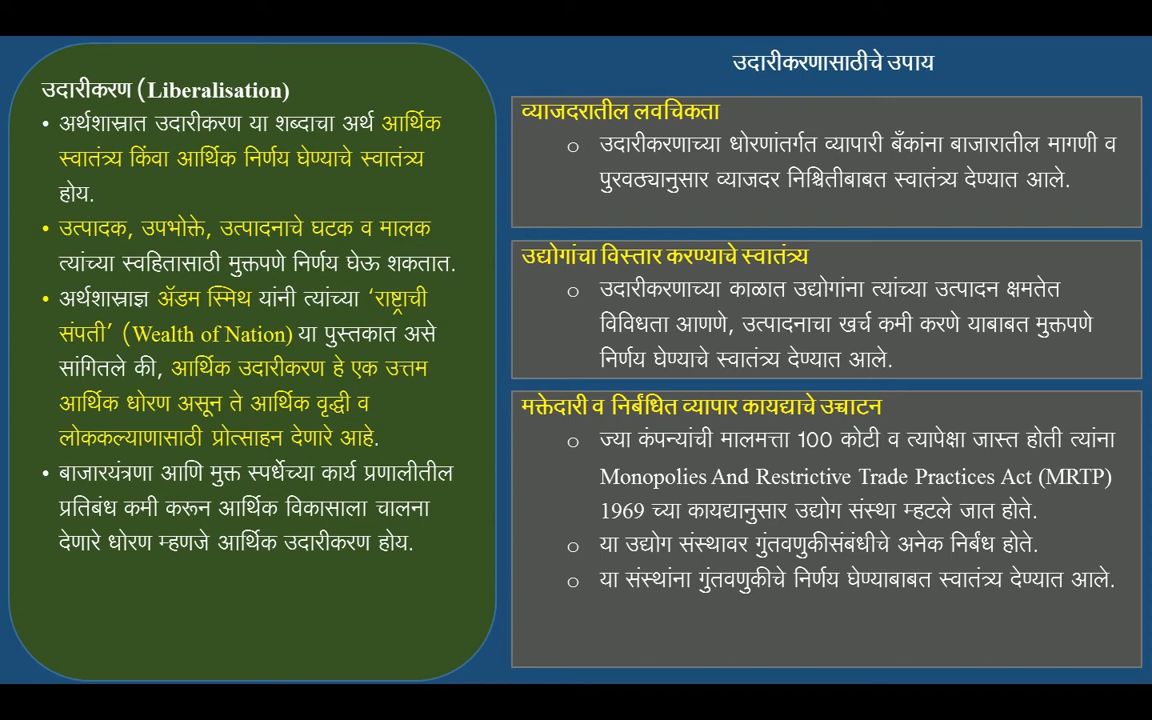 उदारीकरण (Liberalisation)
• अर्थशास्त्रात उदारीकरण या शब्दाचा अर्थ आर्थिक
स्वातंत्र्य किंवा आर्थिक निर्णय घेण्याचे स्वातंत्र्य
होय.
• उत्पादक, उपभोक्ते, उत्पादनाचे घटक व मालक
त्यांच्या स्वहितासाठी मुक्तपणे निर्णय घेऊ शकतात.
• अर्थशास्त्रज्ञ ॲडम स्मिथ यांनी त्यांच्या ‘राष्ट्राची
संपती’ (Wealth of Nation) या पुस्तकात असे
सांगितले की, आर्थिक उदारीकरण हे एक उत्तम
आर्थिक धोरण असून ते आर्थिक वृद्धी व
लोककल्याणासाठी प्रोत्साहन देणारे आहे.
• बाजारयंत्रणा आणि मुक्त स्पर्धेच्या कार्य प्रणालीतील
प्रतिबंध कमी करून आर्थिक विकासाला चालना
देणारे धोरण म्हणजे आर्थिक उदारीकरण होय.
उदारीकरणासाठीचे उपाय
व्याजदरातील लवचिकता
○ उदारीकरणाच्या धोरणांतर्गत व्यापारी बँकांना बाजारातील मागणी व
पुरवठ्यानुसार व्याजदर निश्चितीबाबत स्वातंत्र्य देण्यात आले.
उद्योगांचा विस्तार करण्याचे स्वातंत्र्य
○ उदारीकरणाच्या काळात उद्योगांना त्यांच्या उत्पादन क्षमतेत
विविधता आणणे, उत्पादनाचा खर्च कमी करणे याबाबत मुक्तपणे
निर्णय घेण्याचे स्वातंत्र्य देण्यात आले.
मक्तेदारी व निर्बंधित व्यापार कायद्याचे उच्चाटन
○ ज्या कंपन्यांची मालमत्ता 100 कोटी व त्यापेक्षा जास्त होती त्यांना
Monopolies And Restrictive Trade Practices Act (MRTP)
1969 च्या कायद्यानुसार उद्योग संस्था म्हटले जात होते.
○ या उद्योग संस्थावर गुंतवणुकीसंबंधीचे अनेक निर्बंध होते.
○ या संस्थांना गुंतवणुकीचे निर्णय घेण्याबाबत स्वातंत्र्य देण्यात आले.